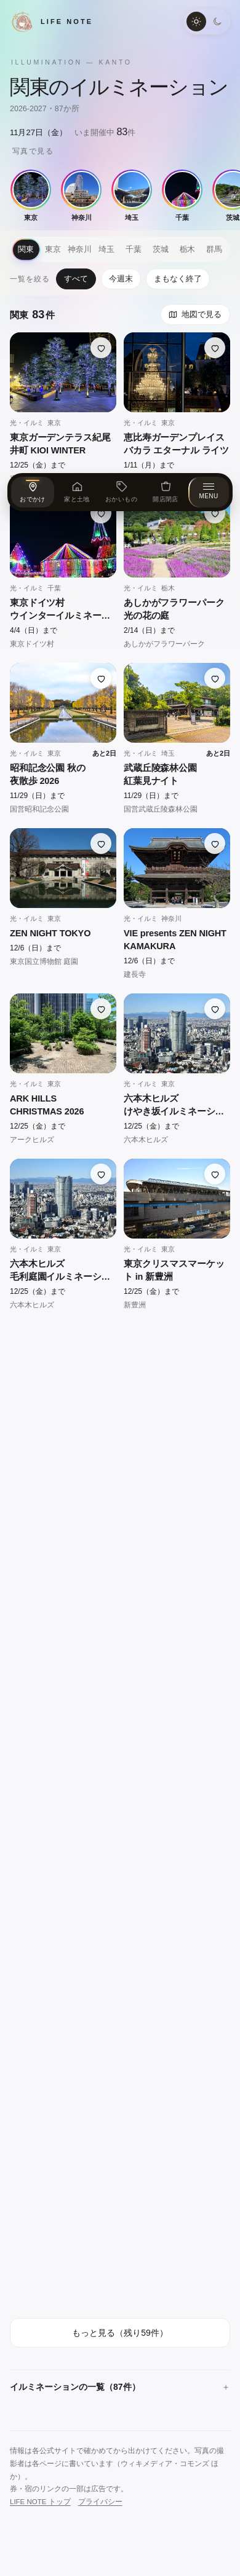 LIFE NOTE
ILLUMINATION — KANTO
関東のイルミネーション
2026-2027・87か所
11月27日（金） いま開催中 83件
写真で見る
東京 神奈川 埼玉 千葉 茨城
関東 東京 神奈川 埼玉 千葉 茨城 栃木 群馬
一覧を絞る すべて 今週末 まもなく終了
関東 83件 地図で見る
光・イルミ 東京
東京ガーデンテラス紀尾
井町 KIOI WINTER
12/25（金）まで
光・イルミ 東京
恵比寿ガーデンプレイス
バカラ エターナル ライツ
1/11（月）まで
おでかけ 家と土地 おかいもの 開店閉店 MENU
光・イルミ 千葉
東京ドイツ村
ウインターイルミネー…
4/4（日）まで
東京ドイツ村
光・イルミ 栃木
あしかがフラワーパーク
光の花の庭
2/14（日）まで
あしかがフラワーパーク
光・イルミ 東京 あと2日
昭和記念公園 秋の
夜散歩 2026
11/29（日）まで
国営昭和記念公園
光・イルミ 埼玉 あと2日
武蔵丘陵森林公園
紅葉見ナイト
11/29（日）まで
国営武蔵丘陵森林公園
光・イルミ 東京
ZEN NIGHT TOKYO
12/6（日）まで
東京国立博物館 庭園
光・イルミ 神奈川
VIE presents ZEN NIGHT
KAMAKURA
12/6（日）まで
建長寺
光・イルミ 東京
ARK HILLS
CHRISTMAS 2026
12/25（金）まで
アークヒルズ
光・イルミ 東京
六本木ヒルズ
けやき坂イルミネーシ…
12/25（金）まで
六本木ヒルズ
光・イルミ 東京
六本木ヒルズ
毛利庭園イルミネーシ…
12/25（金）まで
六本木ヒルズ
光・イルミ 東京
東京クリスマスマーケッ
ト in 新豊洲
12/25（金）まで
新豊洲
もっと見る（残り59件）
イルミネーションの一覧（87件） +
情報は各公式サイトで確かめてから出かけてください。写真の撮
影者は各ページに書いています（ウィキメディア・コモンズ ほ
か）。
券・宿のリンクの一部は広告です。
LIFE NOTE トップ プライバシー